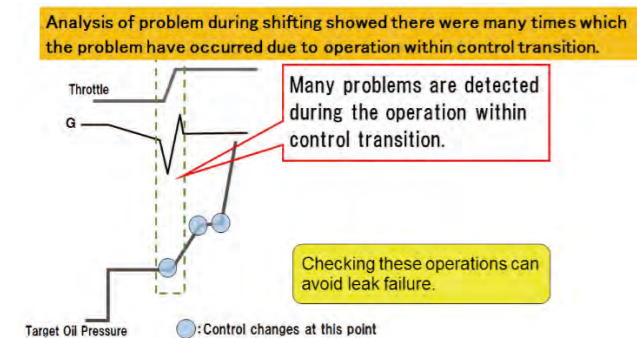 Analysis of problem during shifting showed there were many times which
the problem have occurred due to operation within control transition.
Throttle
Many problems are detected
during the operation within
control transition.
G
Checking these operations can
avoid leak failure.
Target Oil Pressure
:Control changes at this point